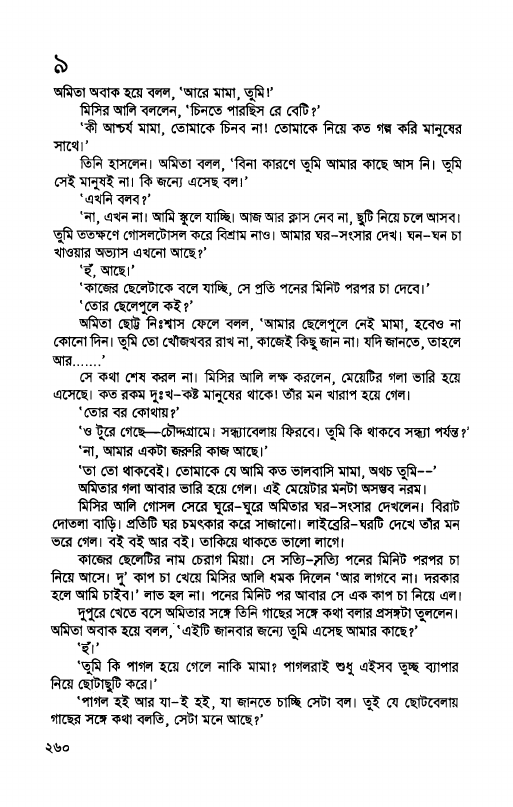 ৯
অমিতা অবাক হয়ে বলল, ‘আরে মামা, তুমি!’
মিসির আলি বললেন, ‘চিনতে পারছিস রে বেটি?’
‘কী আশ্চর্য মামা, তোমাকে চিনব না! তোমাকে নিয়ে কত গল্প করি মানুষের
সাথে।’
তিনি হাসলেন। অমিতা বলল, ‘বিনা কারণে তুমি আমার কাছে আস নি। তুমি
সেই মানুষই না। কি জন্যে এসেছ বল।’
‘এখনি বলব?’
‘না, এখন না। আমি স্কুলে যাচ্ছি। আজ আর ক্লাস নেব না, ছুটি নিয়ে চলে আসব।
তুমি ততক্ষণে গোসলটোসল করে বিশ্রাম নাও। আমার ঘর-সংসার দেখ। ঘন-ঘন চা
খাওয়ার অভ্যাস এখনো আছে?’
‘হুঁ, আছে।’
‘কাজের ছেলেটাকে বলে যাচ্ছি, সে প্রতি পনের মিনিট পরপর চা দেবে।’
‘তোর ছেলেপুলে কই?’
অমিতা ছোট্ট নিঃশ্বাস ফেলে বলল, ‘আমার ছেলেপুলে নেই মামা, হবেও না
কোনো দিন। তুমি তো খোঁজখবর রাখ না, কাজেই কিছু জান না। যদি জানতে, তাহলে
আর.......’
সে কথা শেষ করল না। মিসির আলি লক্ষ করলেন, মেয়েটির গলা ভারি হয়ে
এসেছে। কত রকম দুঃখ-কষ্ট মানুষের থাকে! তাঁর মন খারাপ হয়ে গেল।
‘তোর বর কোথায়?’
‘ও টুরে গেছে—চৌদ্দগ্রামে। সন্ধ্যাবেলায় ফিরবে। তুমি কি থাকবে সন্ধ্যা পর্যন্ত?’
‘না, আমার একটা জরুরি কাজ আছে।’
‘তা তো থাকবেই। তোমাকে যে আমি কত ভালবাসি মামা, অথচ তুমি--’
অমিতার গলা আবার ভারি হয়ে গেল। এই মেয়েটার মনটা অসম্ভব নরম।
মিসির আলি গোসল সেরে ঘুরে-ঘুরে অমিতার ঘর-সংসার দেখলেন। বিরাট
দোতলা বাড়ি। প্রতিটি ঘর চমৎকার করে সাজানো। লাইব্রেরি-ঘরটি দেখে তাঁর মন
ভরে গেল। বই বই আর বই। তাকিয়ে থাকতে ভালো লাগে।
কাজের ছেলেটির নাম চেরাগ মিয়া। সে সত্যি-সত্যি পনের মিনিট পরপর চা
নিয়ে আসে। দু’ কাপ চা খেয়ে মিসির আলি ধমক দিলেন ‘আর লাগবে না। দরকার
হলে আমি চাইব।’ লাভ হল না। পনের মিনিট পর আবার সে এক কাপ চা নিয়ে এল।
দুপুরে খেতে বসে অমিতার সঙ্গে তিনি গাছের সঙ্গে কথা বলার প্রসঙ্গটা তুললেন।
অমিতা অবাক হয়ে বলল, ‘এইটি জানবার জন্যে তুমি এসেছ আমার কাছে?’
‘হুঁ।’
‘তুমি কি পাগল হয়ে গেলে নাকি মামা? পাগলরাই শুধু এইসব তুচ্ছ ব্যাপার
নিয়ে ছোটাছুটি করে।’
‘পাগল হই আর যা-ই হই, যা জানতে চাচ্ছি সেটা বল। তুই যে ছোটবেলায়
গাছের সঙ্গে কথা বলতি, সেটা মনে আছে?’
২৬০